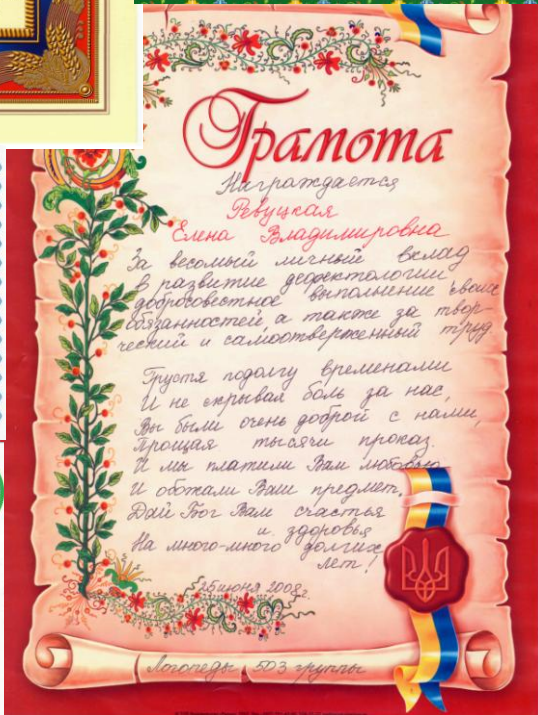 Грамота
Награждается
Ревуцкая
Елена Владимировна
За весомый личный вклад
в развитие дефектологии
добросовестное выполнение своих
обязанностей, а также за твор-
ческий и самоотверженный труд
Грустя подолгу временами
И не скрывая боль за нас,
Вы были очень доброй с нами,
Прощая тысячи проказ.
И мы платили Вам любовью
И обожали Ваш предмет.
Дай Бог Вам счастья
и здоровья
На много-много долгих
лет!
25 июня 2008г.
Логопеды 503 группы